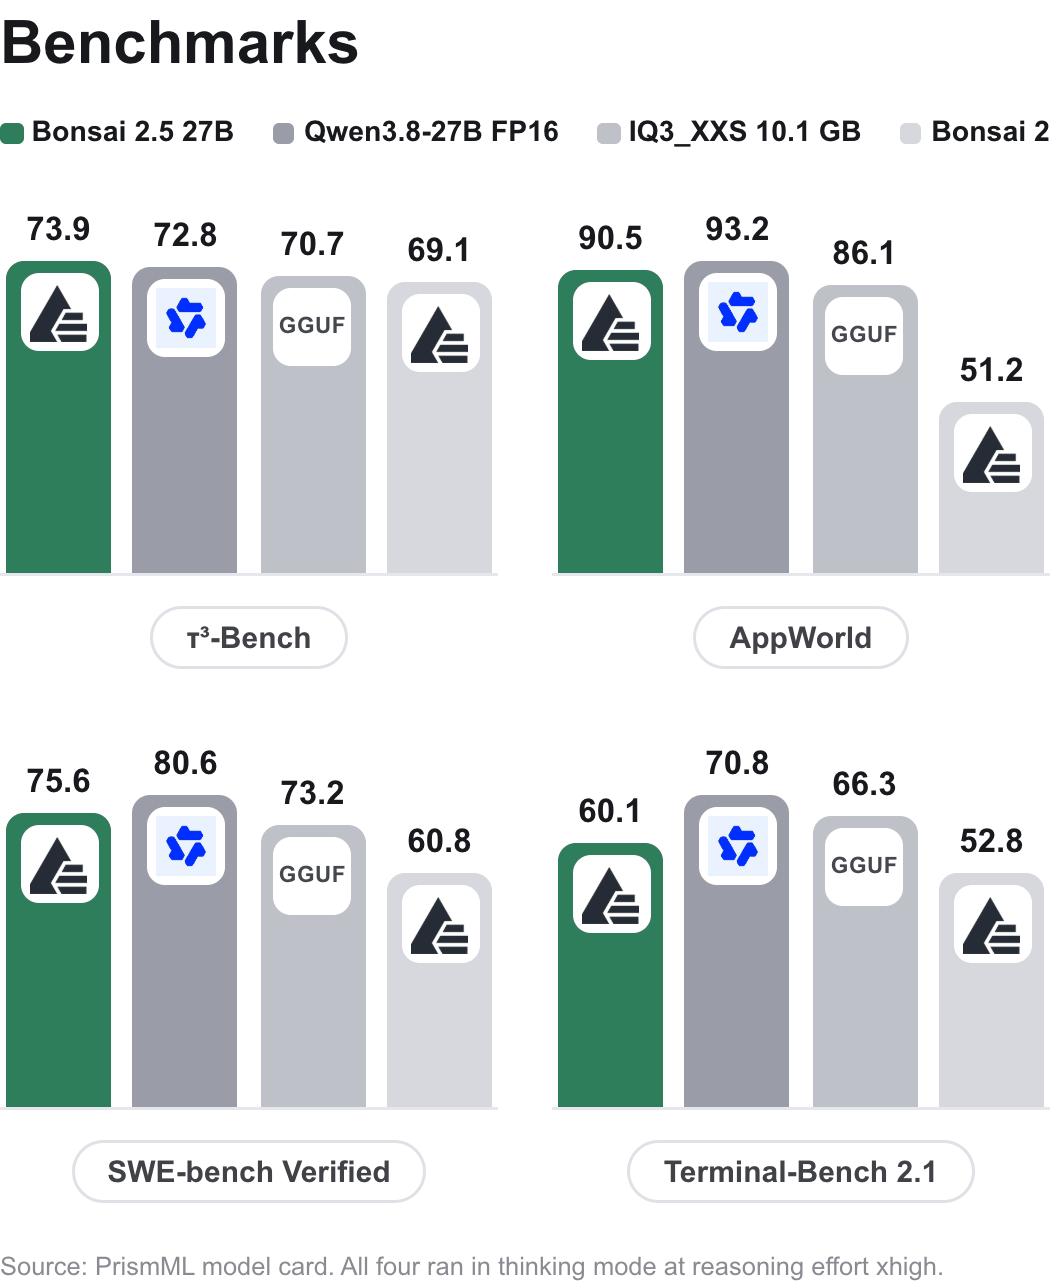 Benchmarks
Bonsai 2.5 27B Qwen3.8-27B FP16 IQ3_XXS 10.1 GB Bonsai 2
73.9 72.8 70.7 69.1
GGUF
τ³-Bench
90.5 93.2 86.1 51.2
GGUF
AppWorld
75.6 80.6 73.2 60.8
GGUF
SWE-bench Verified
60.1 70.8 66.3 52.8
GGUF
Terminal-Bench 2.1
Source: PrismML model card. All four ran in thinking mode at reasoning effort xhigh.